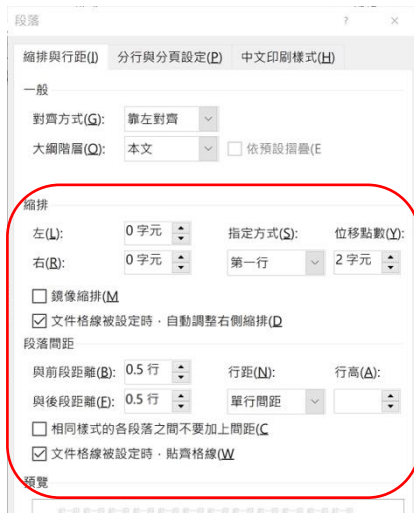 段落 ? ×
縮排與行距(I) 分行與分頁設定(P) 中文印刷樣式(H)
一般
對齊方式(G): 靠左對齊
大綱階層(O): 本文 依預設摺疊(E
縮排
左(L): 0 字元 指定方式(S): 位移點數(Y):
右(R): 0 字元 第一行 2 字元
鏡像縮排(M
文件格線被設定時，自動調整右側縮排(D
段落間距
與前段距離(B): 0.5 行 行距(N): 行高(A):
與後段距離(F): 0.5 行 單行間距
相同樣式的各段落之間不要加上間距(C
文件格線被設定時，貼齊格線(W
預覽